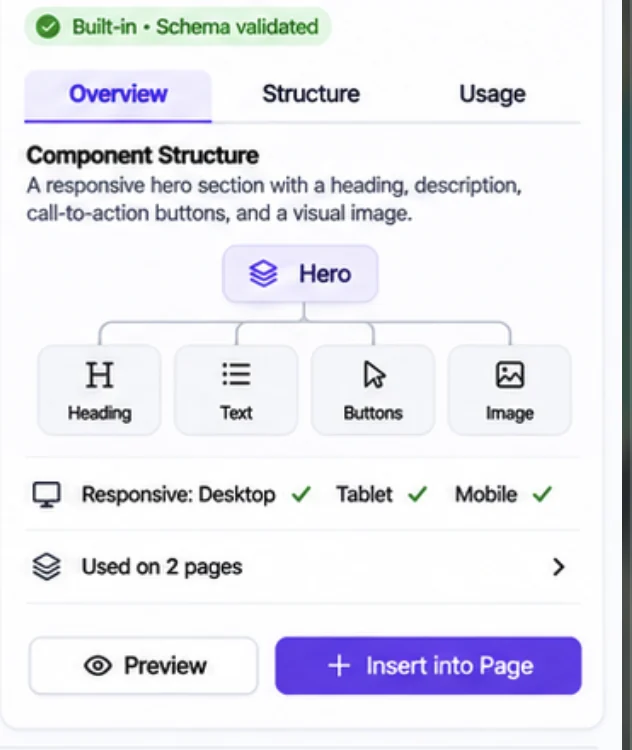 Built-in • Schema validated
Overview Structure Usage
Component Structure
A responsive hero section with a heading, description,
call-to-action buttons, and a visual image.
Hero
Heading Text Buttons Image
Responsive: Desktop ✓ Tablet ✓ Mobile ✓
Used on 2 pages
Preview + Insert into Page